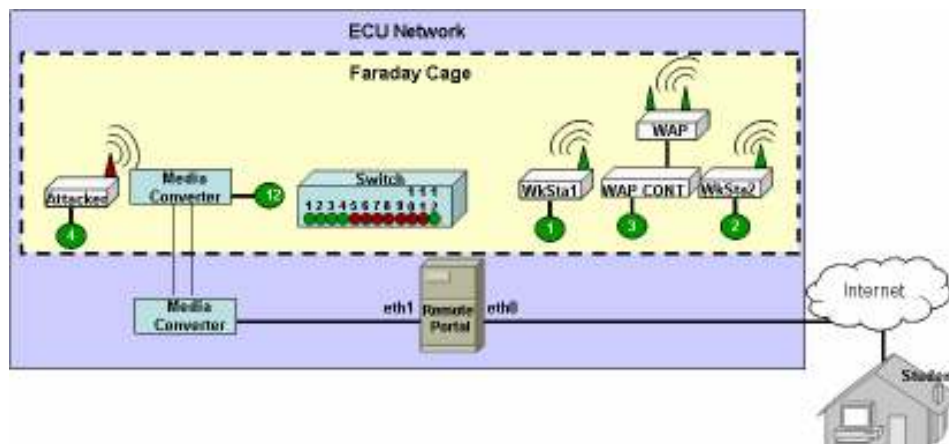 ECU Network
Faraday Cage
WAP
Attacker
Media
Converter
12
Switch
1 1 1
1 2 3 4 5 6 7 8 9 0 1 2
WkSta1
WAP CONT
WkSta2
4
1
3
2
Media
Converter
eth1
Remote
Portal
eth0
Internet
Studen